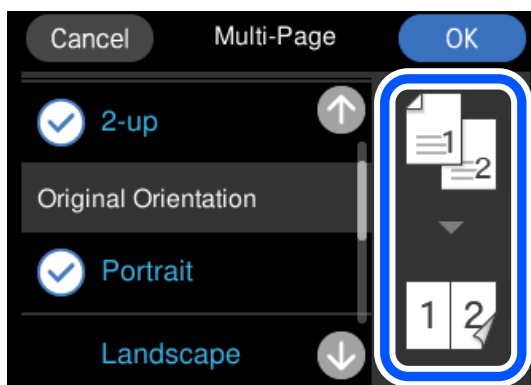 Cancel Multi-Page OK
2-up
Original Orientation
Portrait
Landscape
1
2
1 2